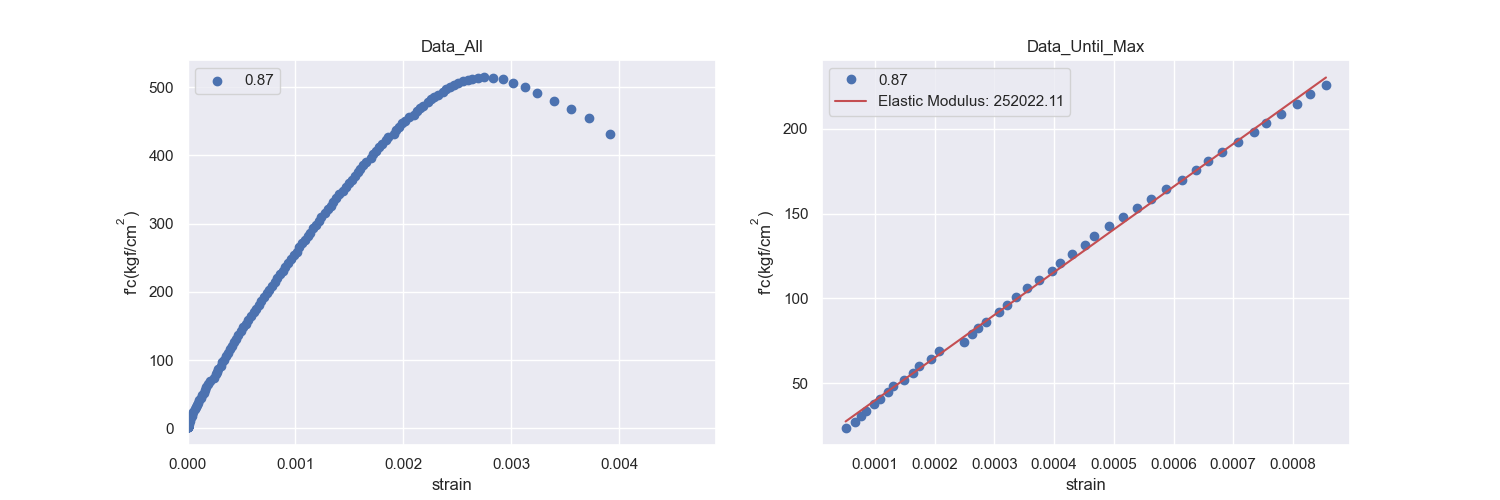 Data_All
0.87
500
400
300
200
100
0
f'c(kgf/cm²)
0.000 0.001 0.002 0.003 0.004
strain
Data_Until_Max
0.87
Elastic Modulus: 252022.11
200
150
100
50
f'c(kgf/cm²)
0.0001 0.0002 0.0003 0.0004 0.0005 0.0006 0.0007 0.0008
strain